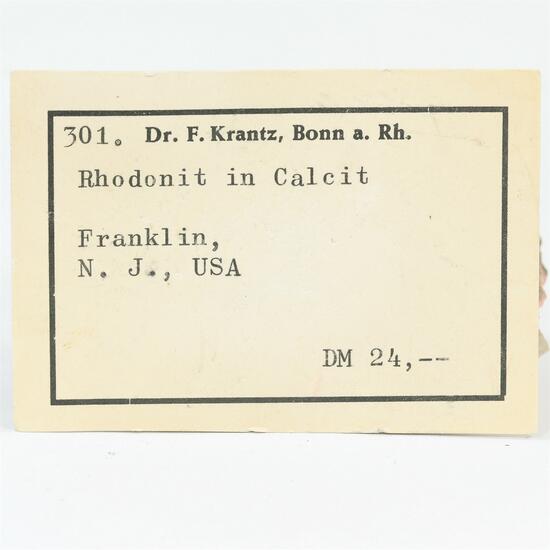 301. Dr. F. Krantz, Bonn a. Rh.
Rhodonit in Calcit
Franklin,
N. J., USA
DM 24,--